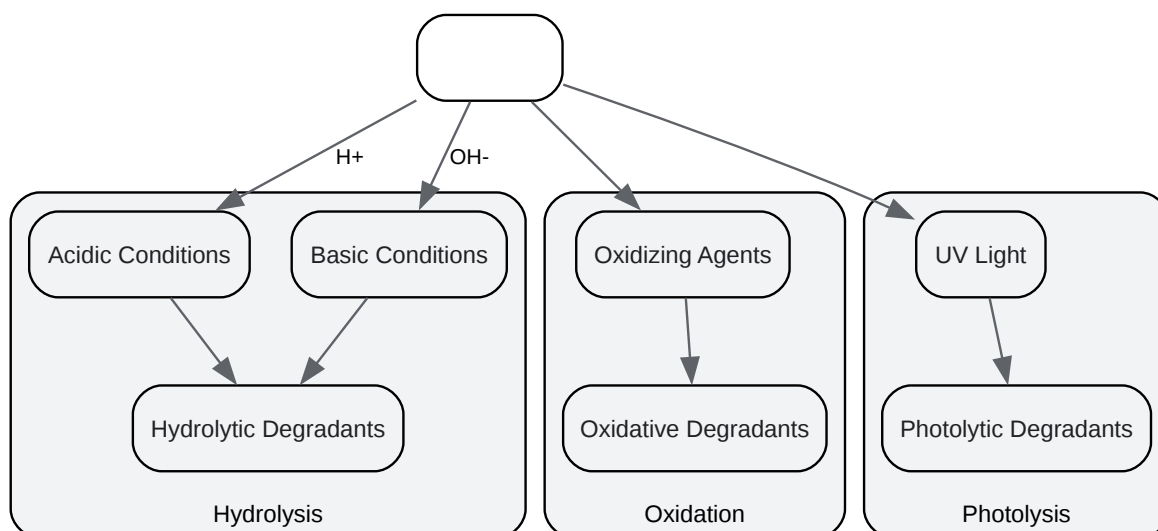 H+
OH-
Acidic Conditions
Basic Conditions
Oxidizing Agents
UV Light
Hydrolytic Degradants
Oxidative Degradants
Photolytic Degradants
Hydrolysis
Oxidation
Photolysis